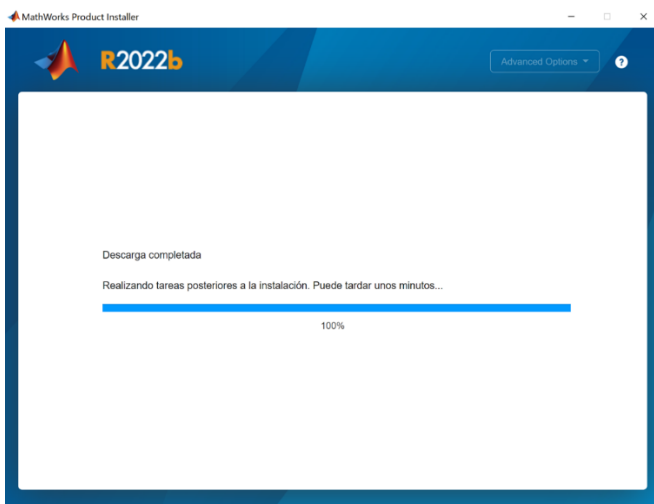 MathWorks Product Installer
R2022b
Advanced Options
?
Descarga completada
Realizando tareas posteriores a la instalación. Puede tardar unos minutos...
100%